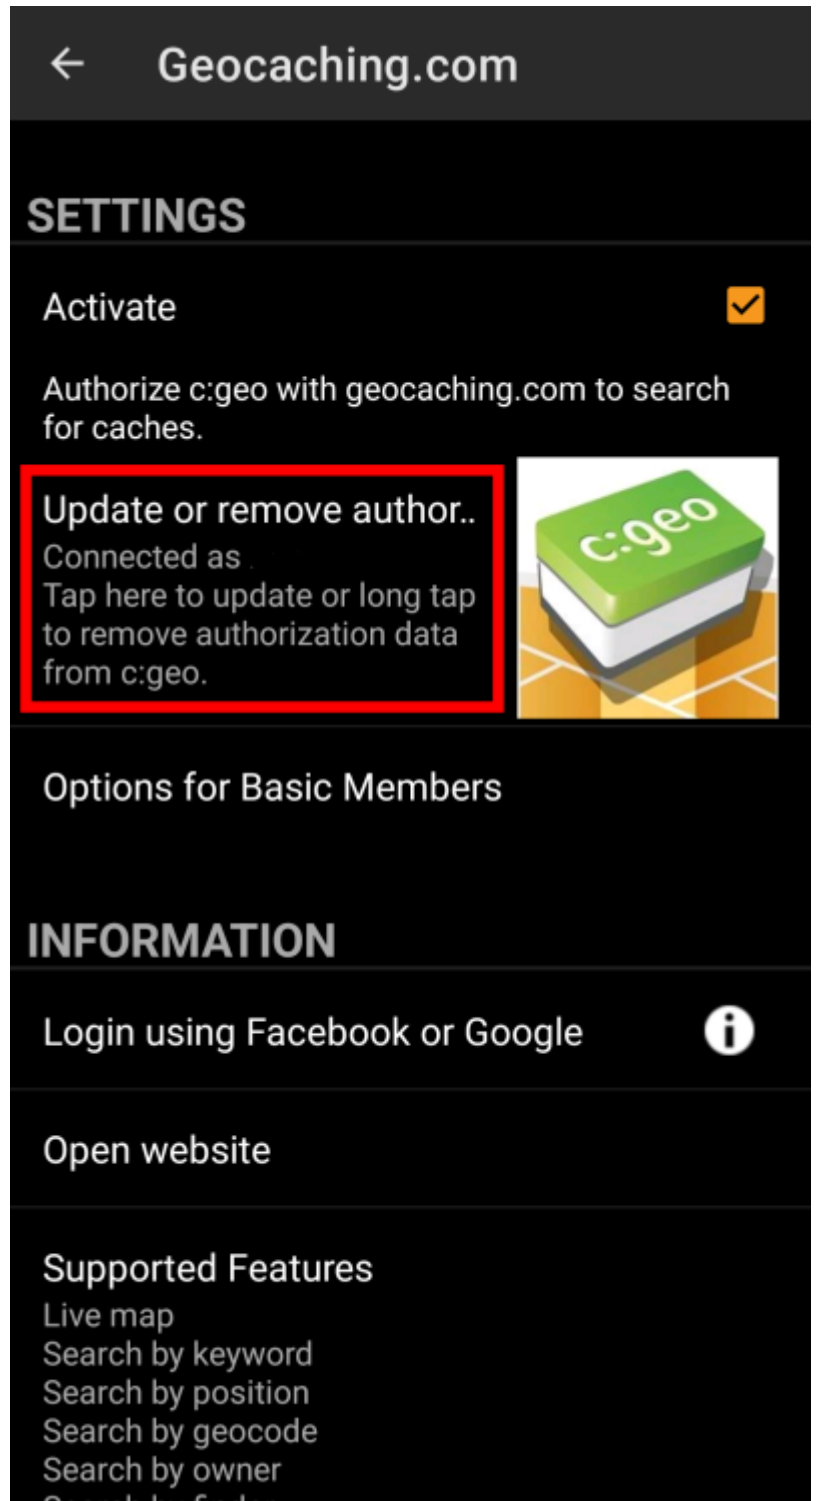 Geocaching.com
SETTINGS
Activate
Authorize c:geo with geocaching.com to search
for caches.
Update or remove author..
Connected as
Tap here to update or long tap
to remove authorization data
from c:geo.
c:geo
Options for Basic Members
INFORMATION
Login using Facebook or Google
Open website
Supported Features
Live map
Search by keyword
Search by position
Search by geocode
Search by owner